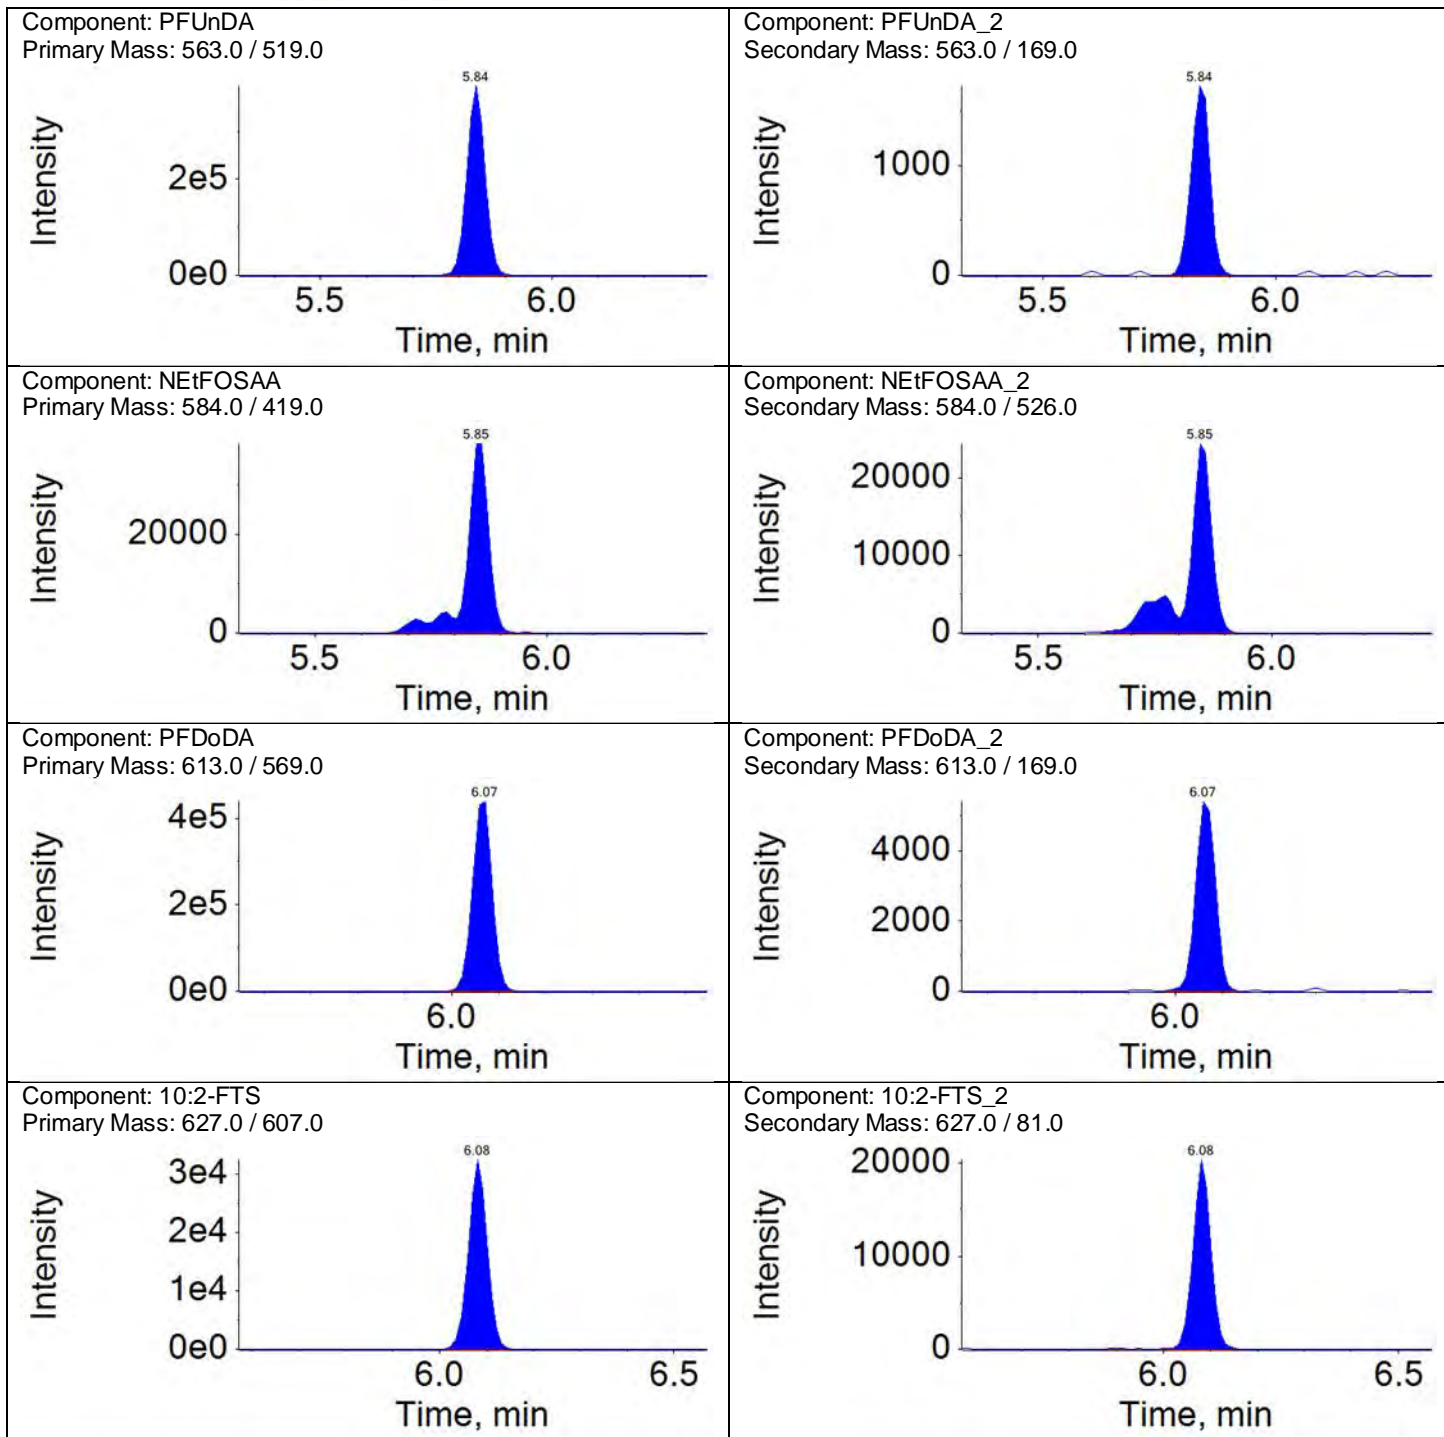 Component: PFUnDA
Primary Mass: 563.0 / 519.0
5.84
Intensity
2e5
0e0
5.5
6.0
Time, min
Component: PFUnDA_2
Secondary Mass: 563.0 / 169.0
5.84
Intensity
1000
0
5.5
6.0
Time, min
Component: NEtFOSAA
Primary Mass: 584.0 / 419.0
5.85
Intensity
20000
0
5.5
6.0
Time, min
Component: NEtFOSAA_2
Secondary Mass: 584.0 / 526.0
5.85
Intensity
20000
10000
0
5.5
6.0
Time, min
Component: PFDoDA
Primary Mass: 613.0 / 569.0
6.07
Intensity
4e5
2e5
0e0
6.0
Time, min
Component: PFDoDA_2
Secondary Mass: 613.0 / 169.0
6.07
Intensity
4000
2000
0
6.0
Time, min
Component: 10:2-FTS
Primary Mass: 627.0 / 607.0
6.08
Intensity
3e4
2e4
1e4
0e0
6.0
6.5
Time, min
Component: 10:2-FTS_2
Secondary Mass: 627.0 / 81.0
6.08
Intensity
20000
10000
0
6.0
6.5
Time, min